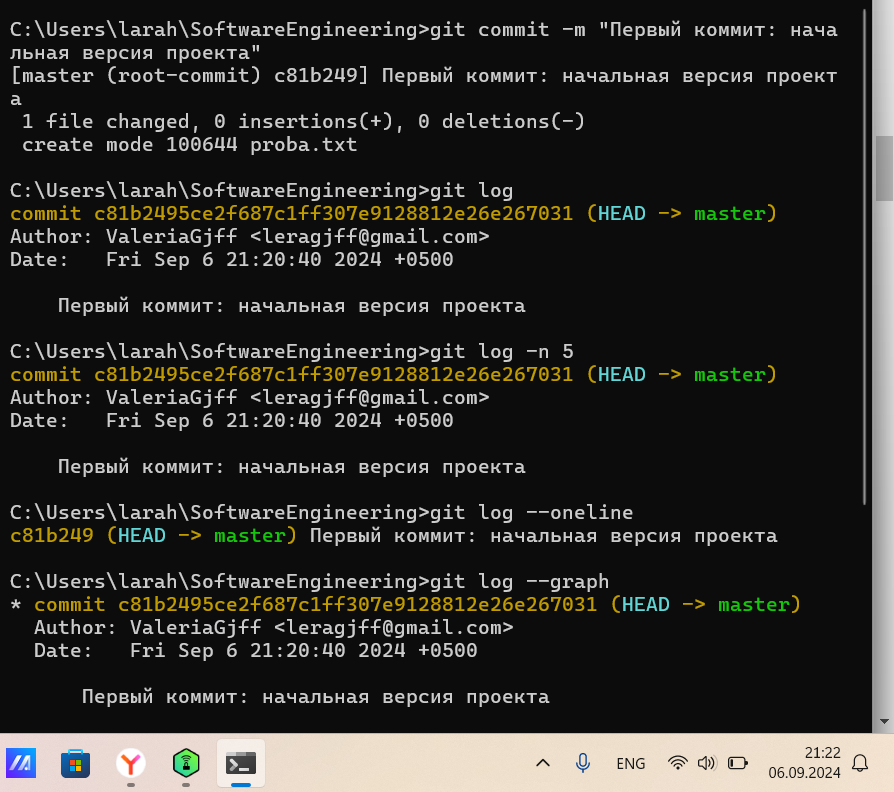 C:\Users\larah\SoftwareEngineering>git commit -m "Первый коммит: нача
льная версия проекта"
[master (root-commit) c81b249] Первый коммит: начальная версия проект
а
 1 file changed, 0 insertions(+), 0 deletions(-)
 create mode 100644 proba.txt
C:\Users\larah\SoftwareEngineering>git log
commit c81b2495ce2f687c1ff307e9128812e26e267031 (HEAD -> master)
Author: ValeriaGjff <leragjff@gmail.com>
Date:   Fri Sep 6 21:20:40 2024 +0500
    Первый коммит: начальная версия проекта
C:\Users\larah\SoftwareEngineering>git log -n 5
commit c81b2495ce2f687c1ff307e9128812e26e267031 (HEAD -> master)
Author: ValeriaGjff <leragjff@gmail.com>
Date:   Fri Sep 6 21:20:40 2024 +0500
    Первый коммит: начальная версия проекта
C:\Users\larah\SoftwareEngineering>git log --oneline
c81b249 (HEAD -> master) Первый коммит: начальная версия проекта
C:\Users\larah\SoftwareEngineering>git log --graph
* commit c81b2495ce2f687c1ff307e9128812e26e267031 (HEAD -> master)
  Author: ValeriaGjff <leragjff@gmail.com>
  Date:   Fri Sep 6 21:20:40 2024 +0500
      Первый коммит: начальная версия проекта
ENG
21:22
06.09.2024